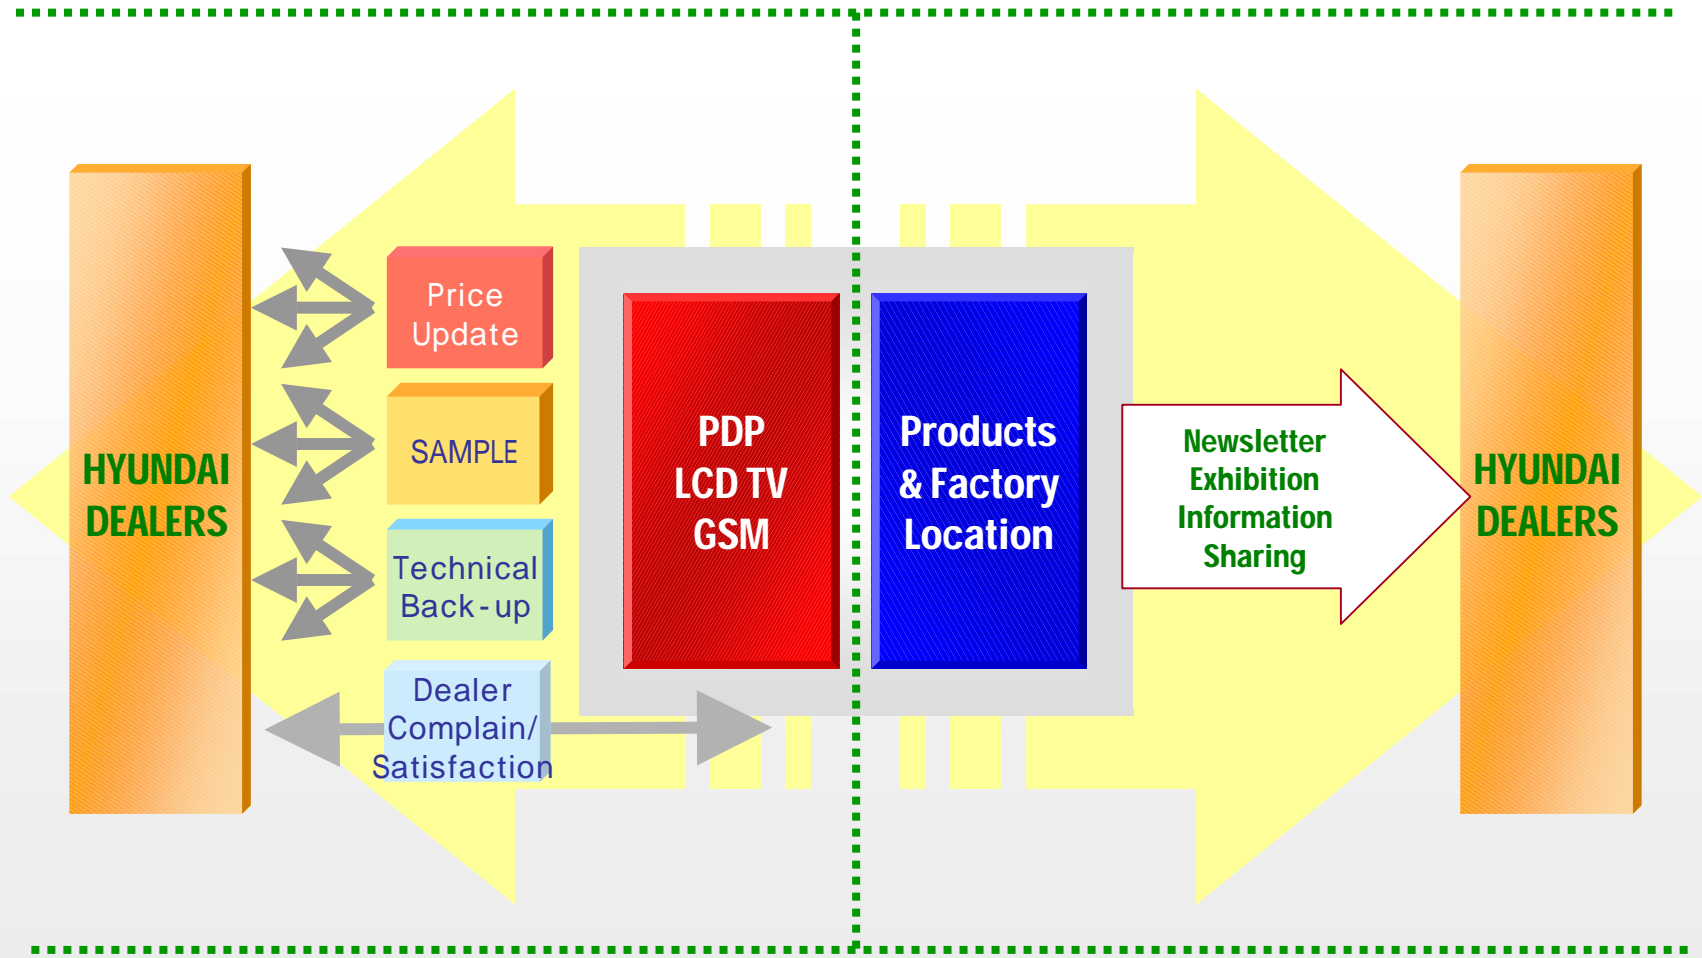 HYUNDAI
DEALERS
Price
Update
SAMPLE
Technical
Back-up
Dealer
Complain/
Satisfaction
PDP
LCD TV
GSM
Products
& Factory
Location
Newsletter
Exhibition
Information
Sharing
HYUNDAI
DEALERS